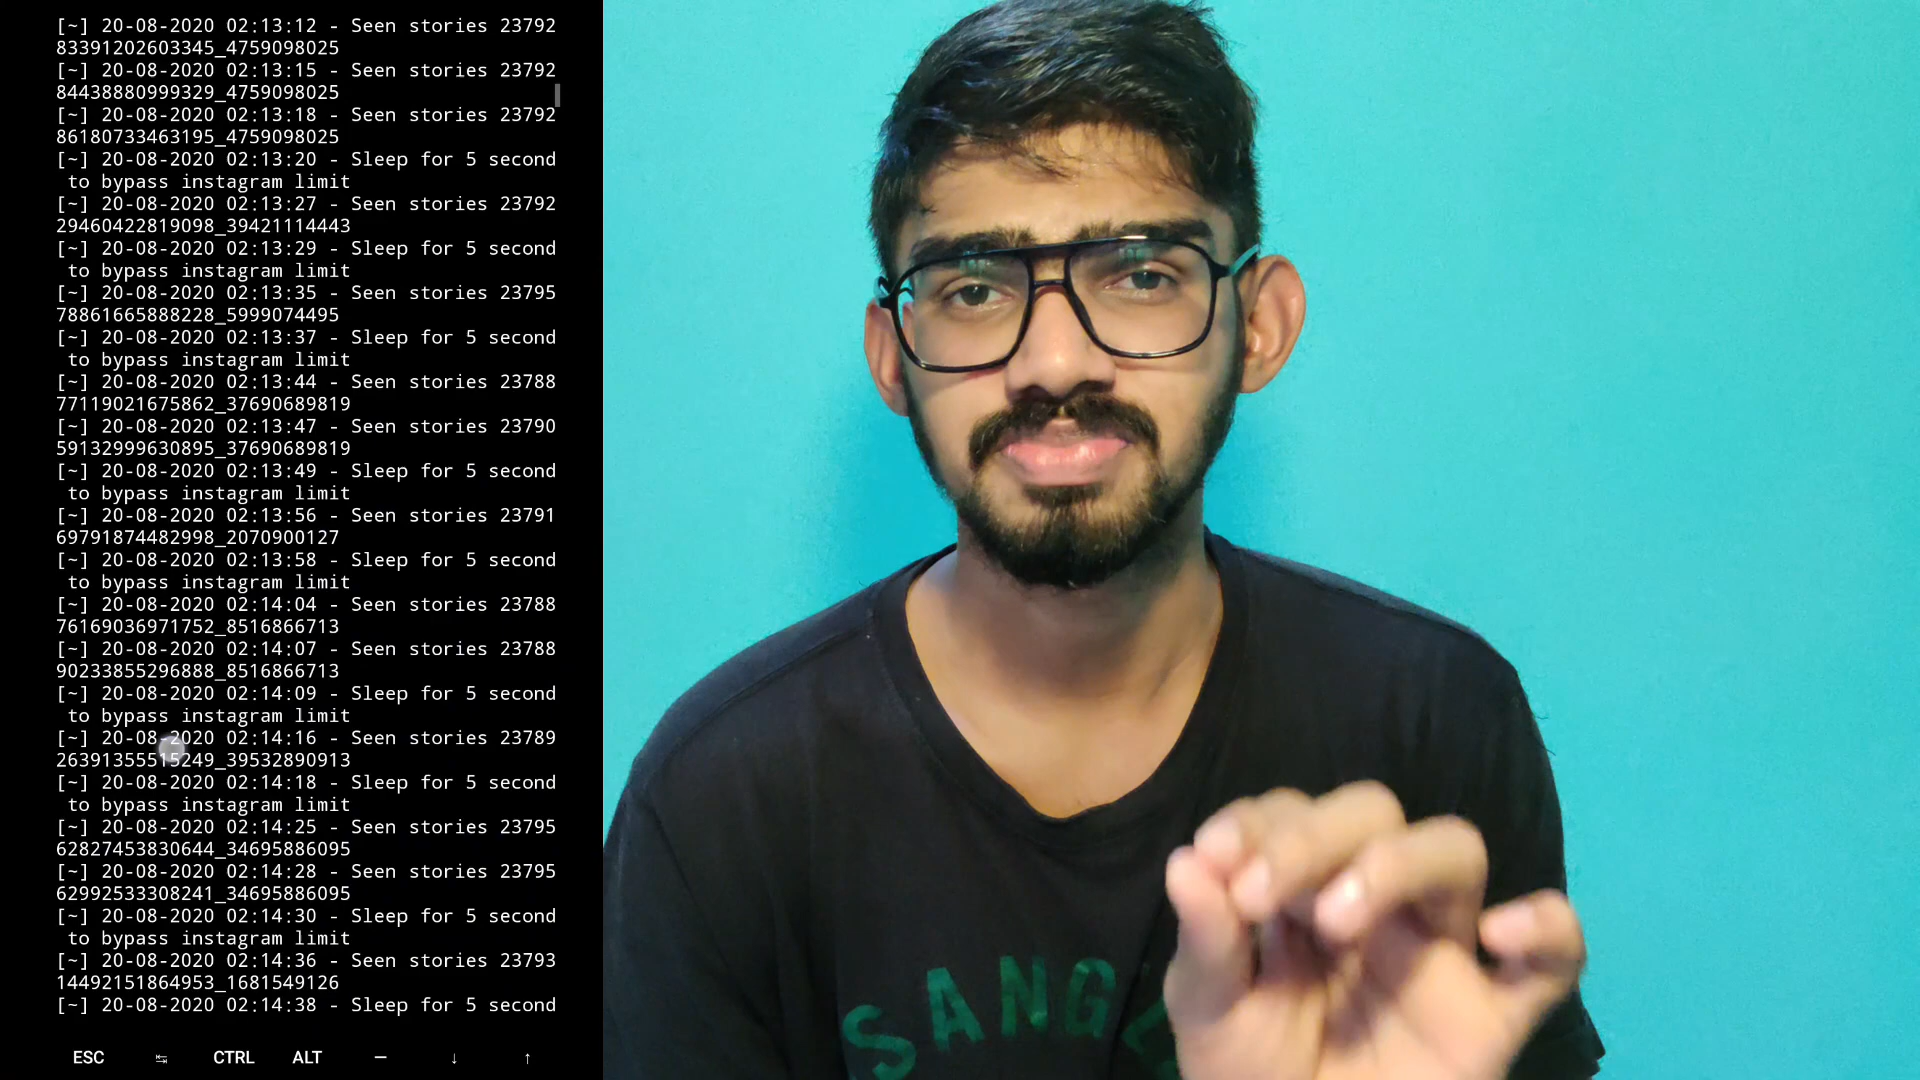 [~] 20-08-2020 02:13:12 - Seen stories 23792
83391202603345_4759098025
[~] 20-08-2020 02:13:15 - Seen stories 23792
84438880999329_4759098025
[~] 20-08-2020 02:13:18 - Seen stories 23792
86180733463195_4759098025
[~] 20-08-2020 02:13:20 - Sleep for 5 second
to bypass instagram limit
[~] 20-08-2020 02:13:27 - Seen stories 23792
29460422819098_39421114443
[~] 20-08-2020 02:13:29 - Sleep for 5 second
to bypass instagram limit
[~] 20-08-2020 02:13:35 - Seen stories 23795
78861665888228_5999074495
[~] 20-08-2020 02:13:37 - Sleep for 5 second
to bypass instagram limit
[~] 20-08-2020 02:13:44 - Seen stories 23788
77119021675862_37690689819
[~] 20-08-2020 02:13:47 - Seen stories 23790
59132999630895_37690689819
[~] 20-08-2020 02:13:49 - Sleep for 5 second
to bypass instagram limit
[~] 20-08-2020 02:13:56 - Seen stories 23791
69791874482998_2070900127
[~] 20-08-2020 02:13:58 - Sleep for 5 second
to bypass instagram limit
[~] 20-08-2020 02:14:04 - Seen stories 23788
76169036971752_8516866713
[~] 20-08-2020 02:14:07 - Seen stories 23788
90233855296888_8516866713
[~] 20-08-2020 02:14:09 - Sleep for 5 second
to bypass instagram limit
[~] 20-08-2020 02:14:16 - Seen stories 23789
26391355515249_39532890913
[~] 20-08-2020 02:14:18 - Sleep for 5 second
to bypass instagram limit
[~] 20-08-2020 02:14:25 - Seen stories 23795
62827453830644_34695886095
[~] 20-08-2020 02:14:28 - Seen stories 23795
62992533308241_34695886095
[~] 20-08-2020 02:14:30 - Sleep for 5 second
to bypass instagram limit
[~] 20-08-2020 02:14:36 - Seen stories 23793
14492151864953_1681549126
[~] 20-08-2020 02:14:38 - Sleep for 5 second
ESC ↹ CTRL ALT — ↓ ↑